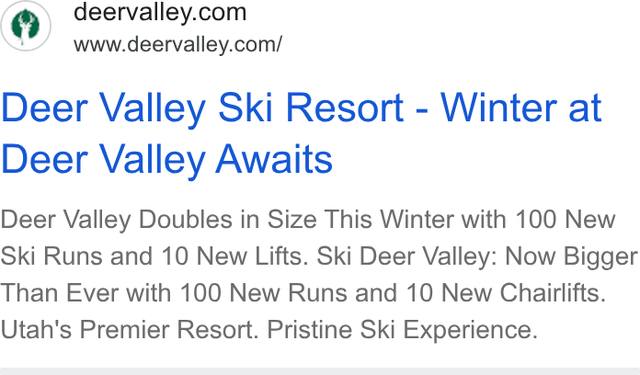 deervalley.com
www.deervalley.com/
Deer Valley Ski Resort - Winter at
Deer Valley Awaits
Deer Valley Doubles in Size This Winter with 100 New
Ski Runs and 10 New Lifts. Ski Deer Valley: Now Bigger
Than Ever with 100 New Runs and 10 New Chairlifts.
Utah's Premier Resort. Pristine Ski Experience.